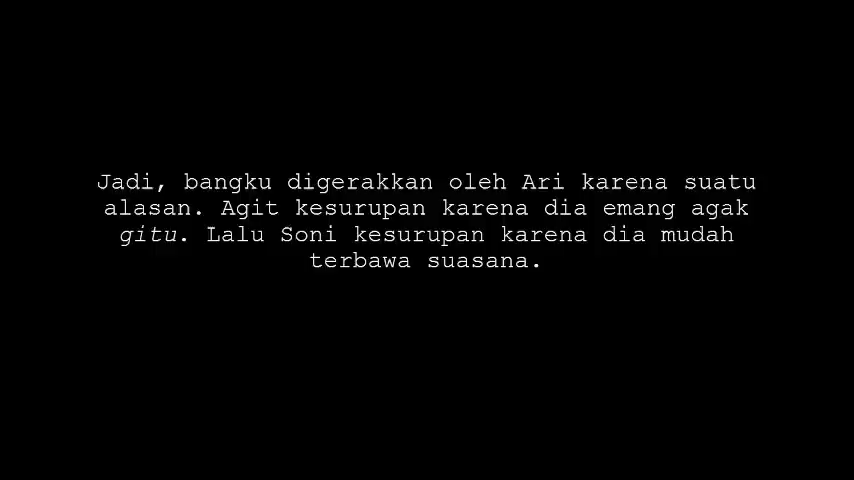 Jadi, bangku digerakkan oleh Ari karena suatu
alasan. Agit kesurupan karena dia emang agak
gitu. Lalu Soni kesurupan karena dia mudah
terbawa suasana.